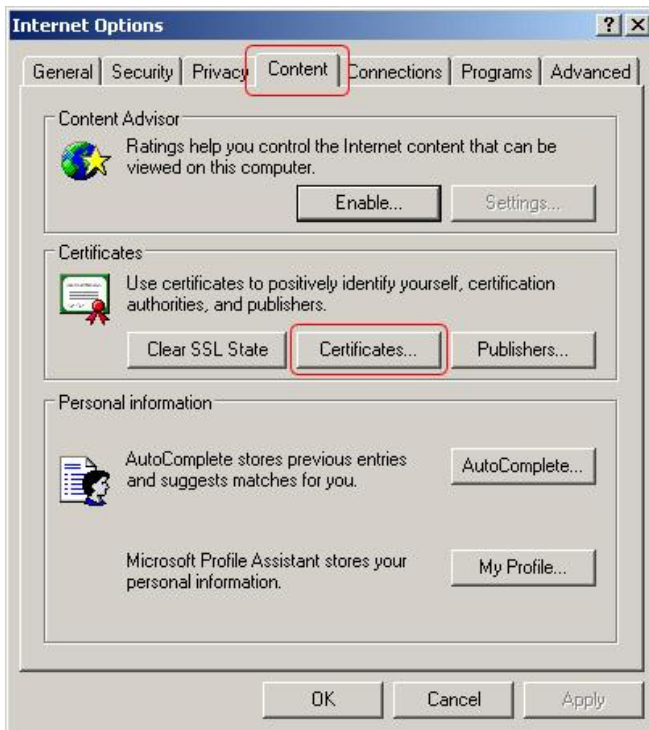 Internet Options
General Security Privacy Content Connections Programs Advanced
Content Advisor
Ratings help you control the Internet content that can be
viewed on this computer.
Enable... Settings...
Certificates
Use certificates to positively identify yourself, certification
authorities, and publishers.
Clear SSL State Certificates... Publishers...
Personal information
AutoComplete stores previous entries
and suggests matches for you.
AutoComplete...
Microsoft Profile Assistant stores your
personal information.
My Profile...
OK Cancel Apply